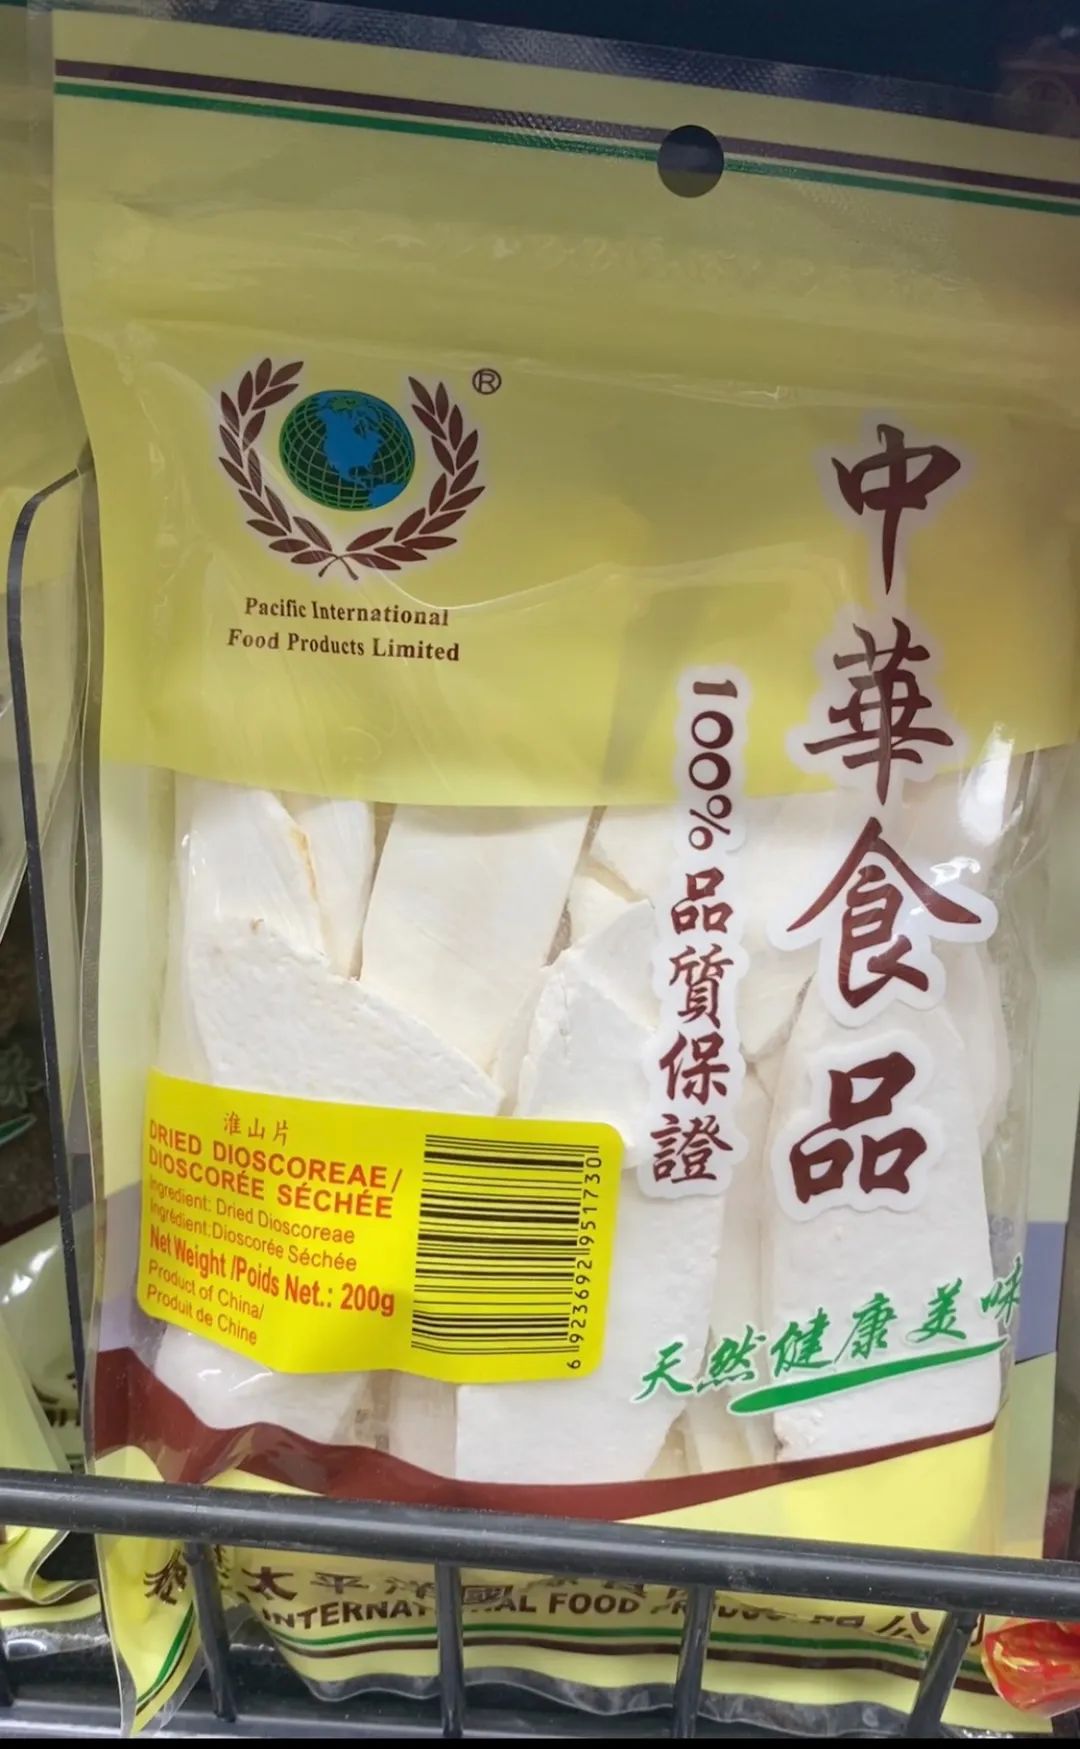 ®
Pacific International
Food Products Limited
中華食品
100%品質保證
淮山片
DRIED DIOSCOREAE/
DIOSCORÉE SÉCHÉE
Ingredient: Dried Dioscoreae
Ingrédient:Dioscorée Séchée
Net Weight /Poids Net.: 200g
Product of China/
Produit de Chine
6 923692 951730
天然健康美味
太平洋國
FOOD